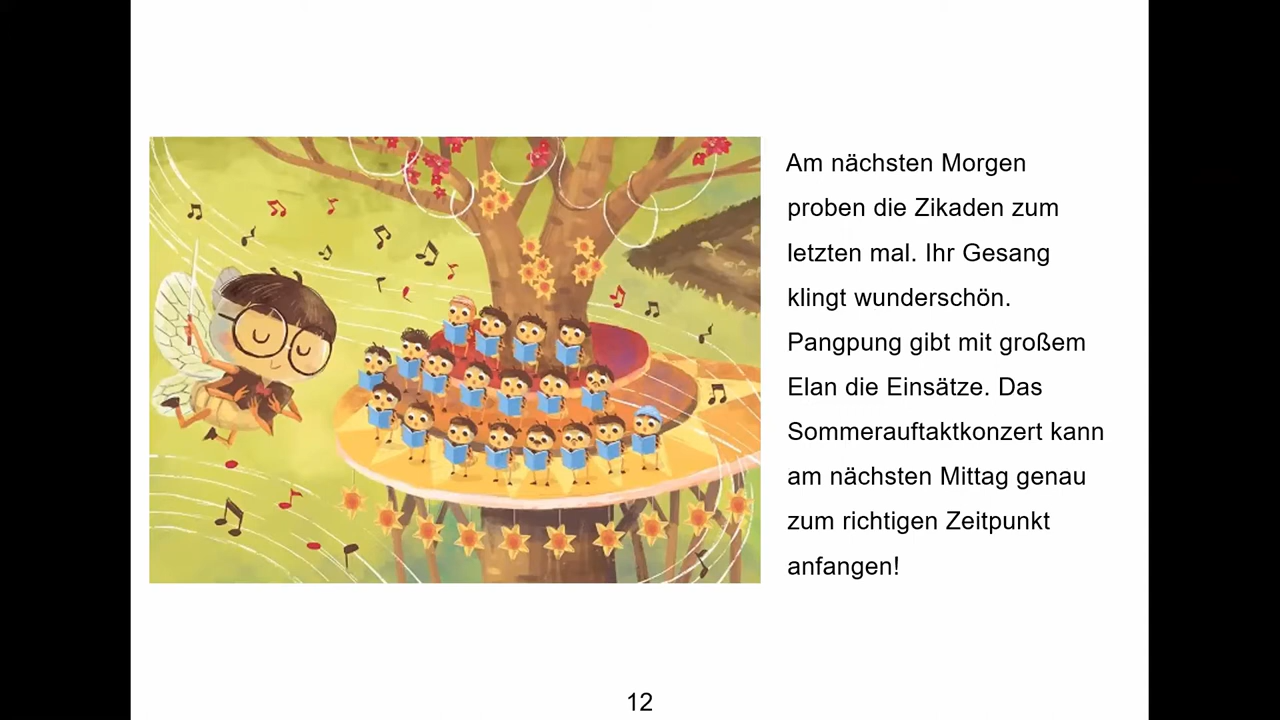 Am nächsten Morgen
proben die Zikaden zum
letzten mal. Ihr Gesang
klingt wunderschön.
Pangpung gibt mit großem
Elan die Einsätze. Das
Sommerauftaktkonzert kann
am nächsten Mittag genau
zum richtigen Zeitpunkt
anfangen!
12